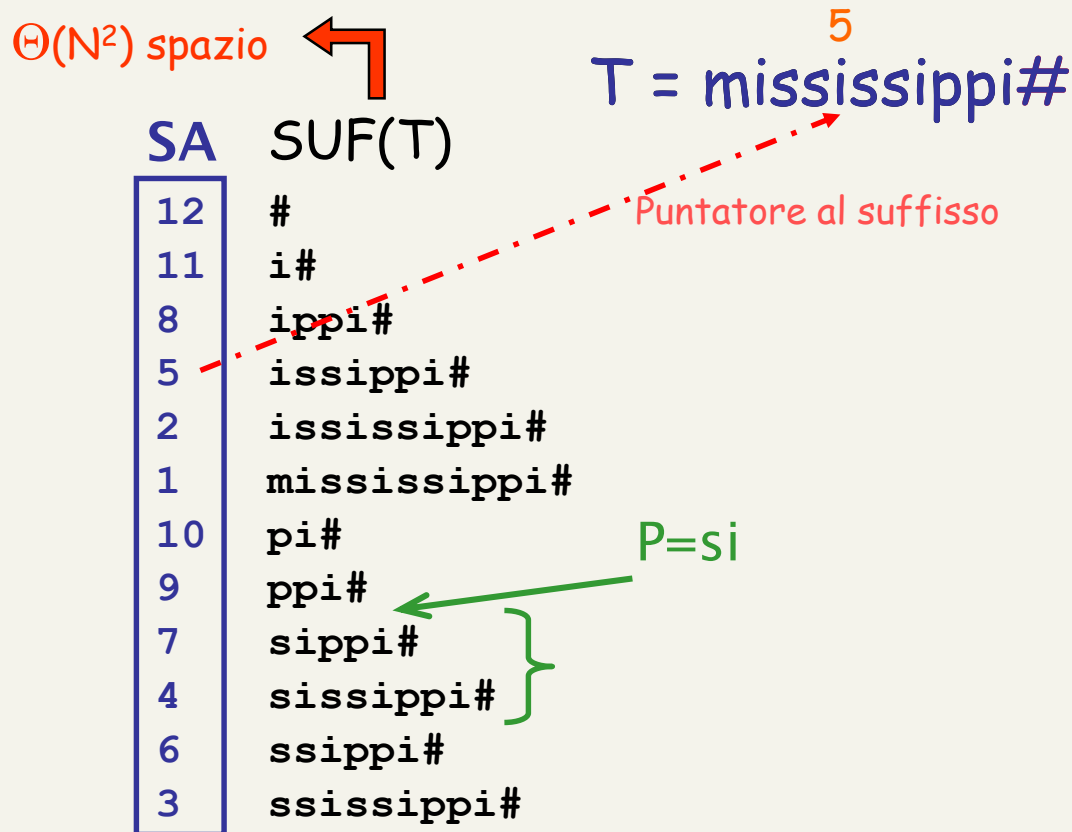 Θ(N²) spazio
5
T = mississippi#
SA SUF(T)
Puntatore al suffisso
12 #
11 i#
8 ippi#
5 issippi#
2 ississippi#
1 mississippi#
10 pi#
P=si
9 ppi#
7 sippi#
4 sissippi#
6 ssippi#
3 ssissippi#